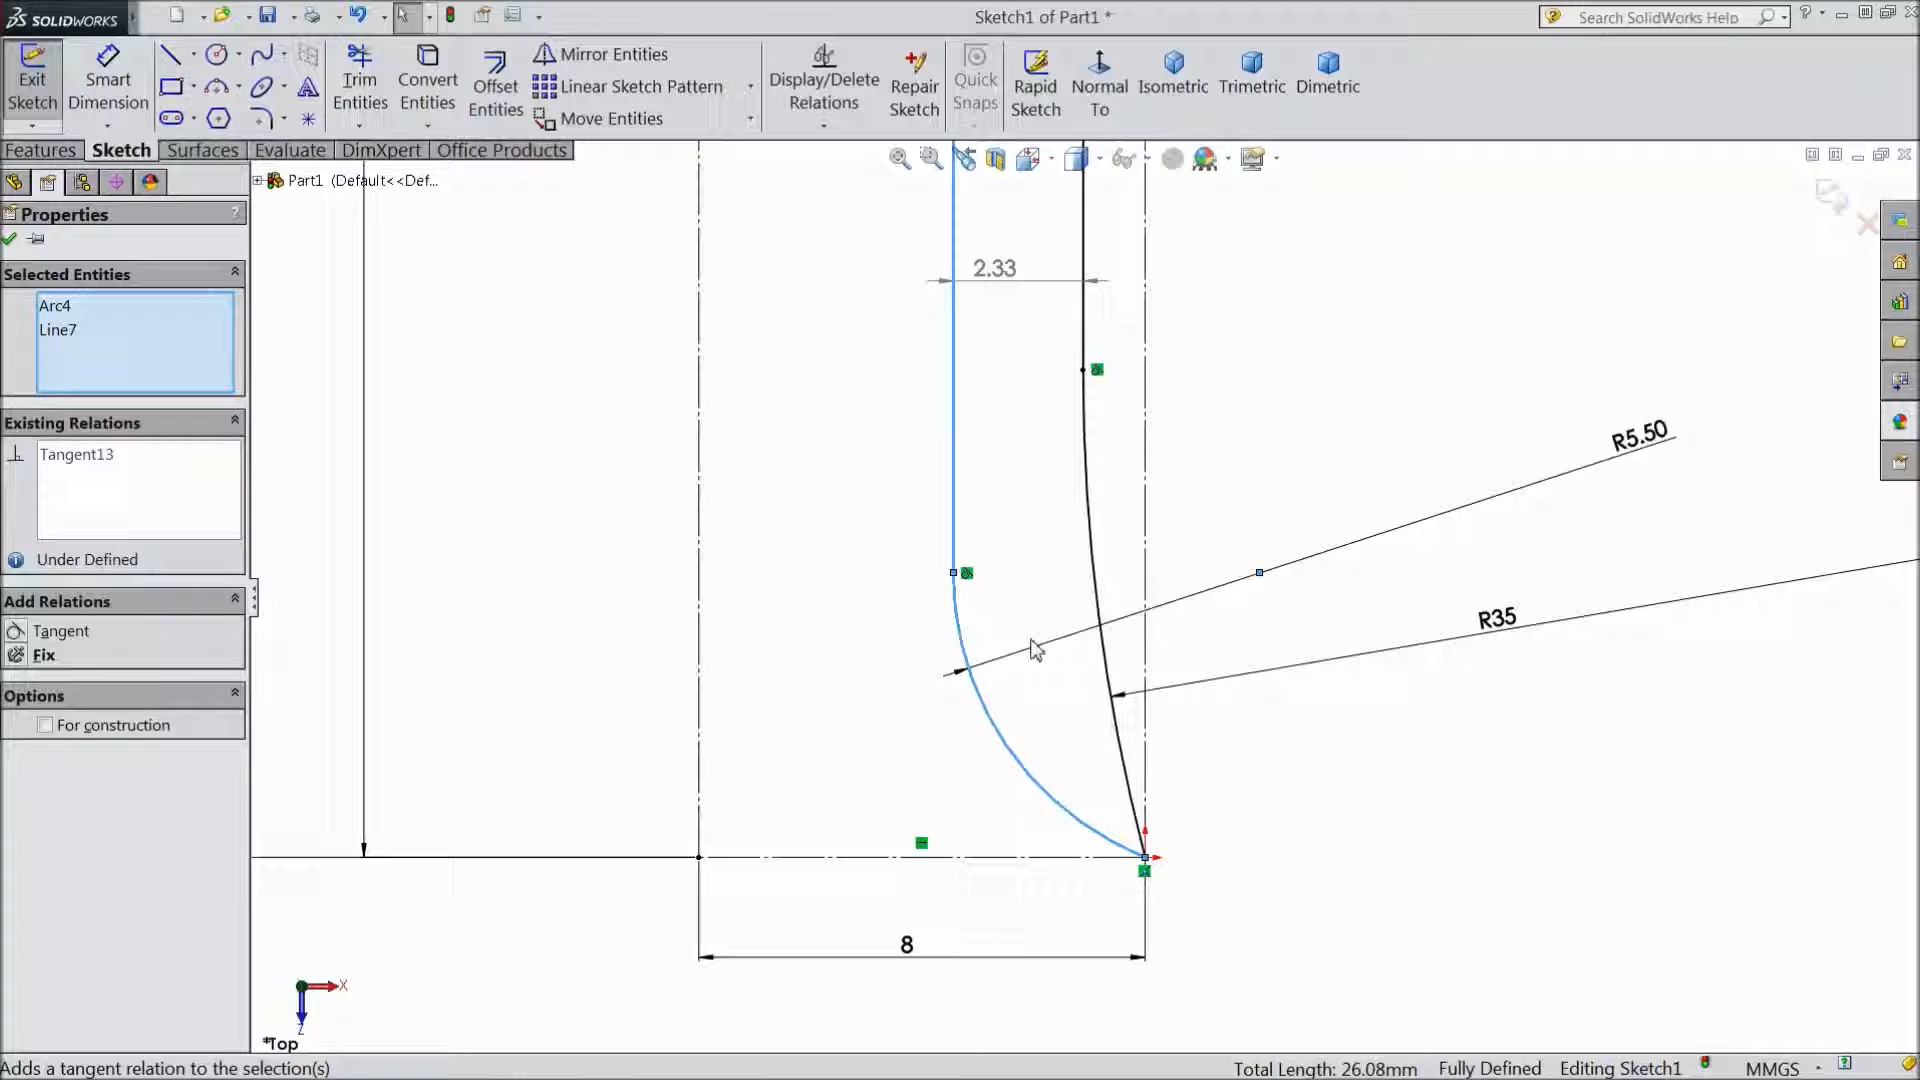 SOLIDWORKS
Sketch1 of Part1 *
Search SolidWorks Help
Exit Sketch
Smart Dimension
Trim Entities
Convert Entities
Offset Entities
Mirror Entities
Linear Sketch Pattern
Move Entities
Display/Delete Relations
Repair Sketch
Quick Snaps
Rapid Sketch
Normal To
Isometric
Trimetric
Dimetric
Features
Sketch
Surfaces
Evaluate
DimXpert
Office Products
Part1 (Default<<Def...
Properties
?
Selected Entities
Arc4
Line7
Existing Relations
Tangent13
Under Defined
Add Relations
Tangent
Fix
Options
For construction
2.33
R5.50
R35
8
X
Z
*Top
Adds a tangent relation to the selection(s)
Total Length: 26.08mm
Fully Defined
Editing Sketch1
MMGS